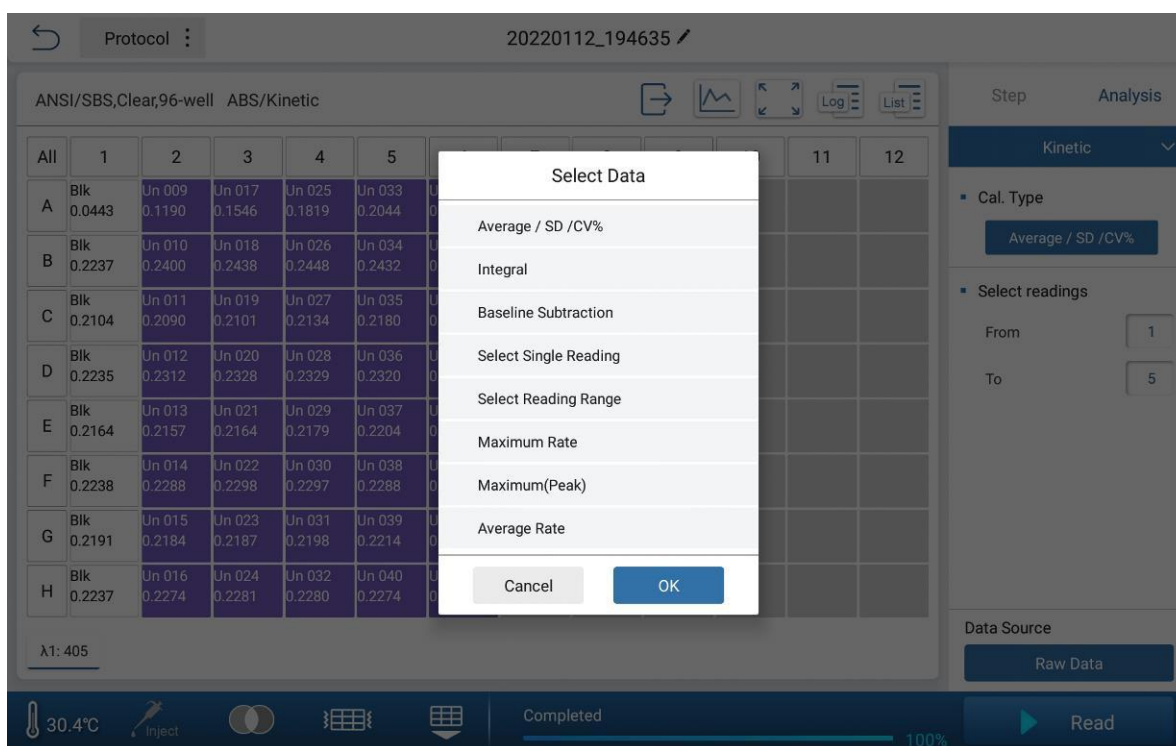 Protocol
20220112_194635
ANSI/SBS,Clear,96-well ABS/Kinetic
Log
List
Step Analysis
All 1 2 3 4 5 11 12
Kinetic
Select Data
A
Blk Un 009 Un 017 Un 025 Un 033
0.0443 0.1190 0.1546 0.1819 0.2044
B
Blk Un 010 Un 018 Un 026 Un 034
0.2237 0.2400 0.2438 0.2448 0.2432
C
Blk Un 011 Un 019 Un 027 Un 035
0.2104 0.2090 0.2101 0.2134 0.2180
D
Blk Un 012 Un 020 Un 028 Un 036
0.2235 0.2312 0.2328 0.2329 0.2320
E
Blk Un 013 Un 021 Un 029 Un 037
0.2164 0.2157 0.2164 0.2179 0.2204
F
Blk Un 014 Un 022 Un 030 Un 038
0.2238 0.2288 0.2298 0.2297 0.2288
G
Blk Un 015 Un 023 Un 031 Un 039
0.2191 0.2184 0.2187 0.2198 0.2214
H
Blk Un 016 Un 024 Un 032 Un 040
0.2237 0.2274 0.2281 0.2280 0.2274
Average / SD /CV%
Integral
Baseline Subtraction
Select Single Reading
Select Reading Range
Maximum Rate
Maximum(Peak)
Average Rate
Cancel OK
Cal. Type
Average / SD /CV%
Select readings
From 1
To 5
Data Source
Raw Data
λ1: 405
30.4℃
Inject
Completed
100%
Read